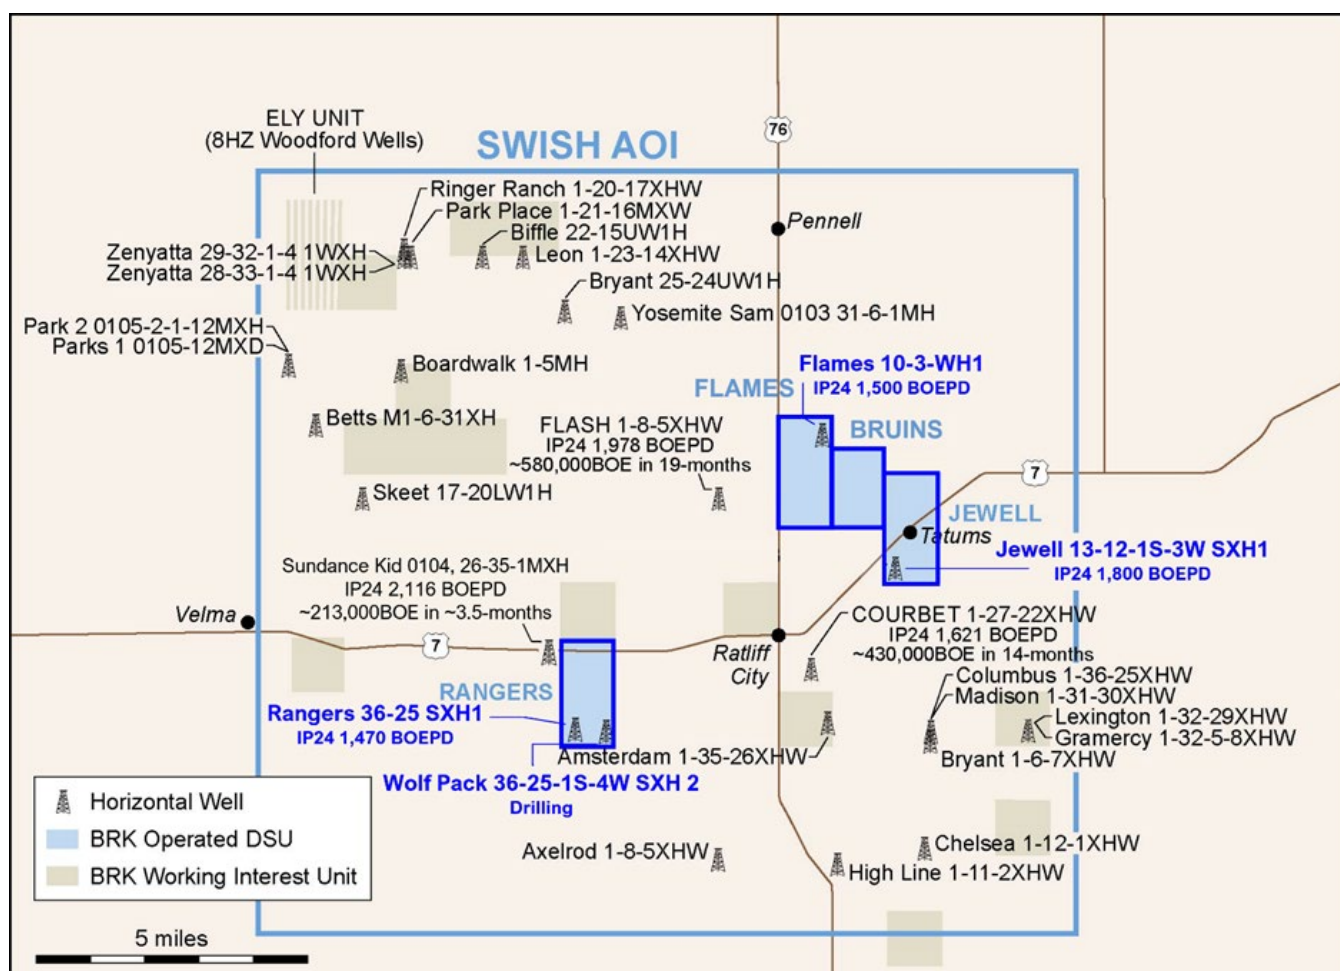 ELY UNIT
(8HZ Woodford Wells)
SWISH AOI
76
Ringer Ranch 1-20-17XHW
Park Place 1-21-16MXW
Biffle 22-15UW1H
Leon 1-23-14XHW
Pennell
Zenyatta 29-32-1-4 1WXH
Zenyatta 28-33-1-4 1WXH
Bryant 25-24UW1H
Yosemite Sam 0103 31-6-1MH
Park 2 0105-2-1-12MXH
Parks 1 0105-12MXD
Boardwalk 1-5MH
Flames 10-3-WH1
IP24 1,500 BOEPD
FLAMES
BRUINS
Betts M1-6-31XH
FLASH 1-8-5XHW
IP24 1,978 BOEPD
~580,000BOE in 19-months
7
Skeet 17-20LW1H
JEWELL
Tatums
Jewell 13-12-1S-3W SXH1
IP24 1,800 BOEPD
Sundance Kid 0104, 26-35-1MXH
IP24 2,116 BOEPD
~213,000BOE in ~3.5-months
Velma
7
Ratliff
City
COURBET 1-27-22XHW
IP24 1,621 BOEPD
~430,000BOE in 14-months
Columbus 1-36-25XHW
Madison 1-31-30XHW
Lexington 1-32-29XHW
Gramercy 1-32-5-8XHW
Bryant 1-6-7XHW
RANGERS
Rangers 36-25 SXH1
IP24 1,470 BOEPD
Amsterdam 1-35-26XHW
Wolf Pack 36-25-1S-4W SXH 2
Drilling
Horizontal Well
BRK Operated DSU
BRK Working Interest Unit
Axelrod 1-8-5XHW
Chelsea 1-12-1XHW
High Line 1-11-2XHW
5 miles